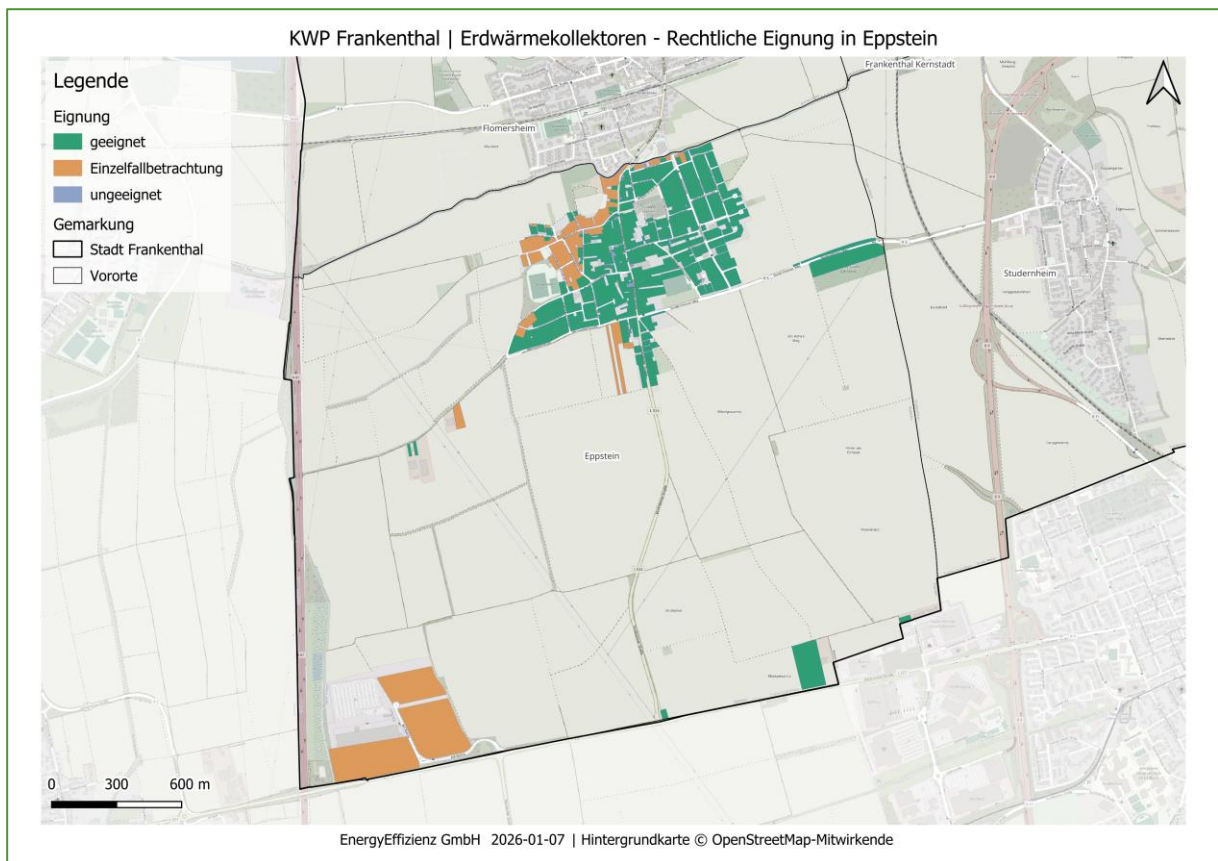 KWP Frankenthal | Erdwärmekollektoren - Rechtliche Eignung in Eppstein
Frankenthal Kernstadt
Legende
Eignung
geeignet
Einzelfallbetrachtung
ungeeignet
Gemarkung
Stadt Frankenthal
Vororte
Flomersheim
Studernheim
Eppstein
0 300 600 m
EnergyEffizienz GmbH 2026-01-07 | Hintergrundkarte © OpenStreetMap-Mitwirkende